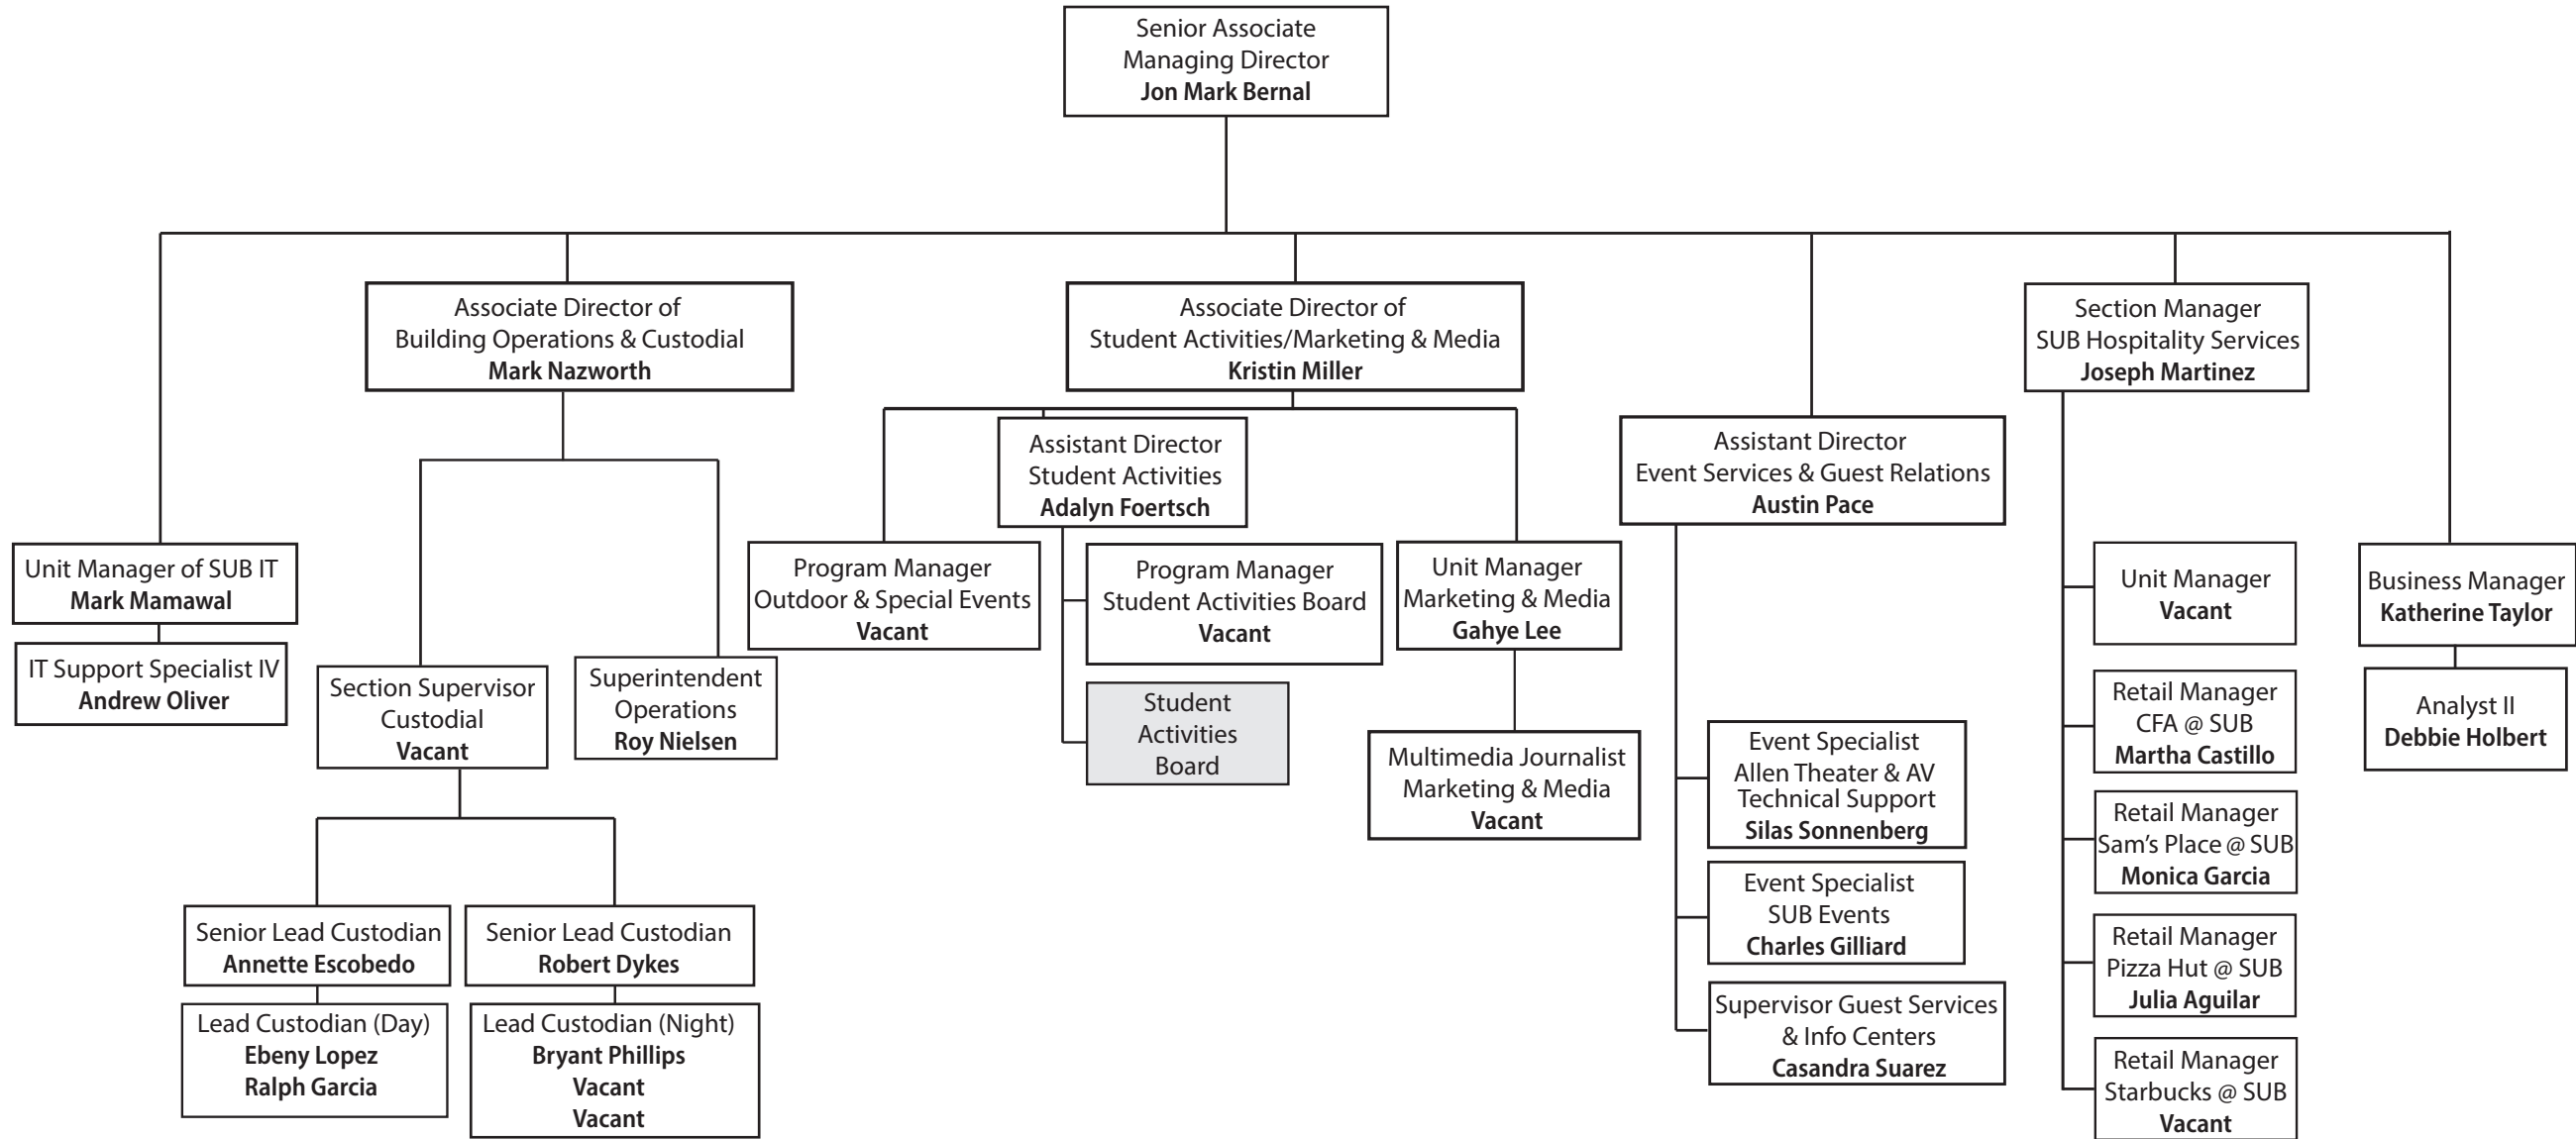 Senior Associate
Managing Director
Jon Mark Bernal
Associate Director of
Building Operations & Custodial
Mark Nazworth
Associate Director of
Student Activities/Marketing & Media
Kristin Miller
Section Manager
SUB Hospitality Services
Joseph Martinez
Assistant Director
Student Activities
Adalyn Foertsch
Assistant Director
Event Services & Guest Relations
Austin Pace
Unit Manager of SUB IT
Mark Mamawal
IT Support Specialist IV
Andrew Oliver
Section Supervisor
Custodial
Vacant
Superintendent
Operations
Roy Nielsen
Senior Lead Custodian
Annette Escobedo
Senior Lead Custodian
Robert Dykes
Lead Custodian (Day)
Ebeny Lopez
Ralph Garcia
Lead Custodian (Night)
Bryant Phillips
Vacant
Vacant
Program Manager
Outdoor & Special Events
Vacant
Program Manager
Student Activities Board
Vacant
Student
Activities
Board
Unit Manager
Marketing & Media
Gahye Lee
Multimedia Journalist
Marketing & Media
Vacant
Event Specialist
Allen Theater & AV
Technical Support
Silas Sonnenberg
Event Specialist
SUB Events
Charles Gilliard
Supervisor Guest Services
& Info Centers
Casandra Suarez
Unit Manager
Vacant
Retail Manager
CFA @ SUB
Martha Castillo
Retail Manager
Sam’s Place @ SUB
Monica Garcia
Retail Manager
Pizza Hut @ SUB
Julia Aguilar
Retail Manager
Starbucks @ SUB
Vacant
Business Manager
Katherine Taylor
Analyst II
Debbie Holbert